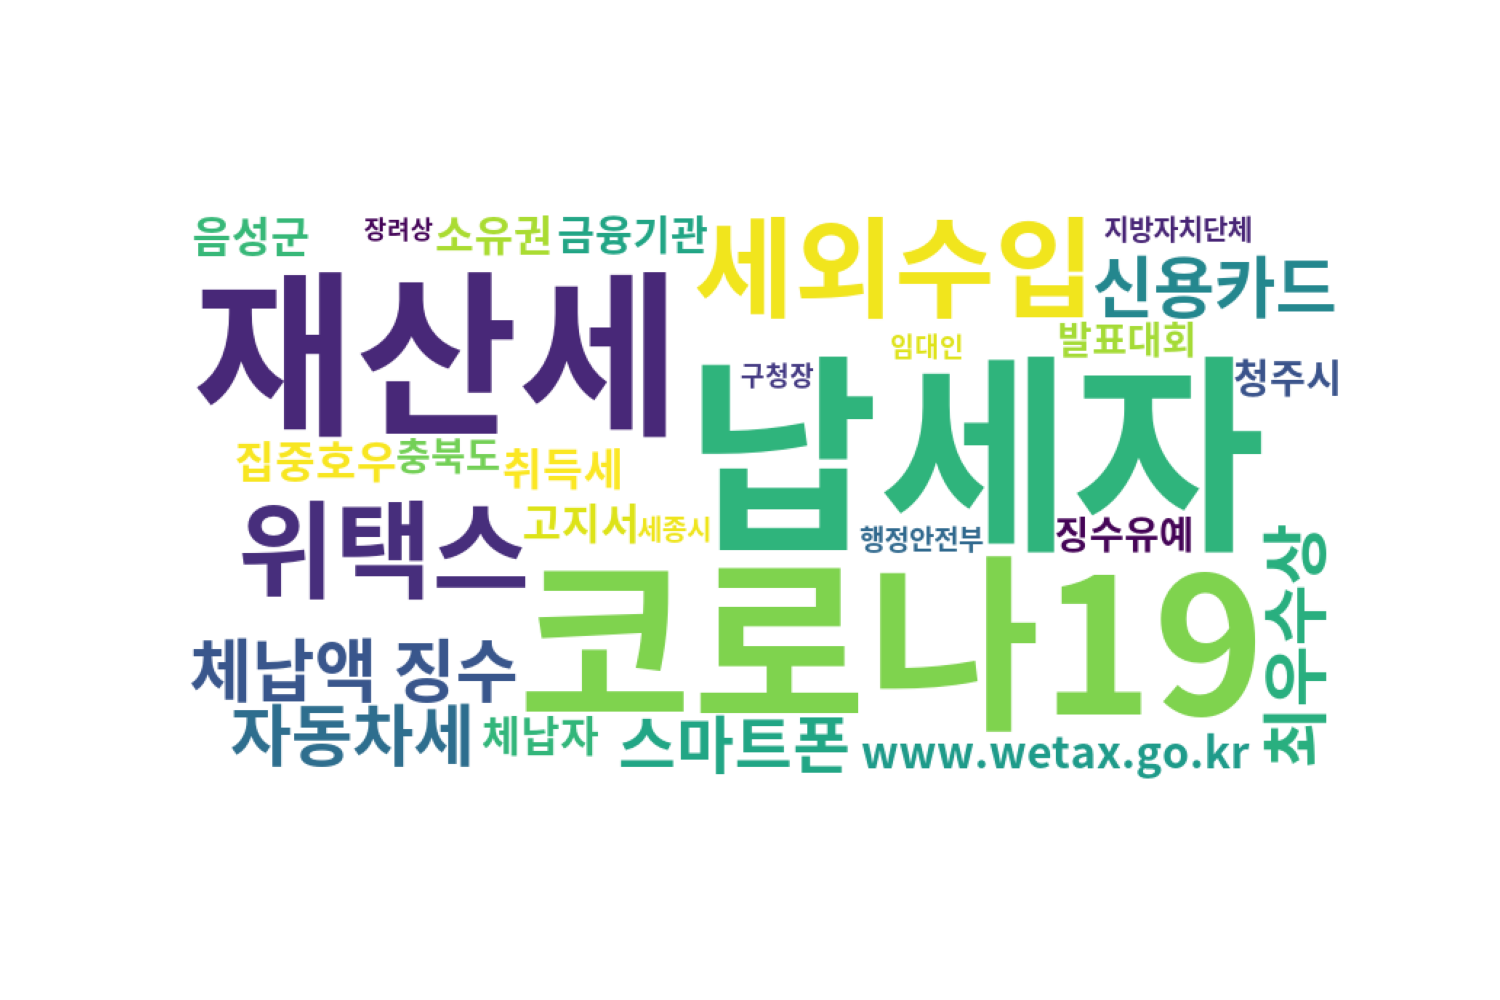 음성군
장려상
소유권
금융기관
세외수입
지방자치단체
신용카드
재산세
임대인
발표대회
구청장
청주시
납세자
집중호우
충북도
취득세
위택스
고지서
세종시
행정안전부
징수유예
코로나19
최우수상
체납액 징수
자동차세
체납자
스마트폰
www.wetax.go.kr